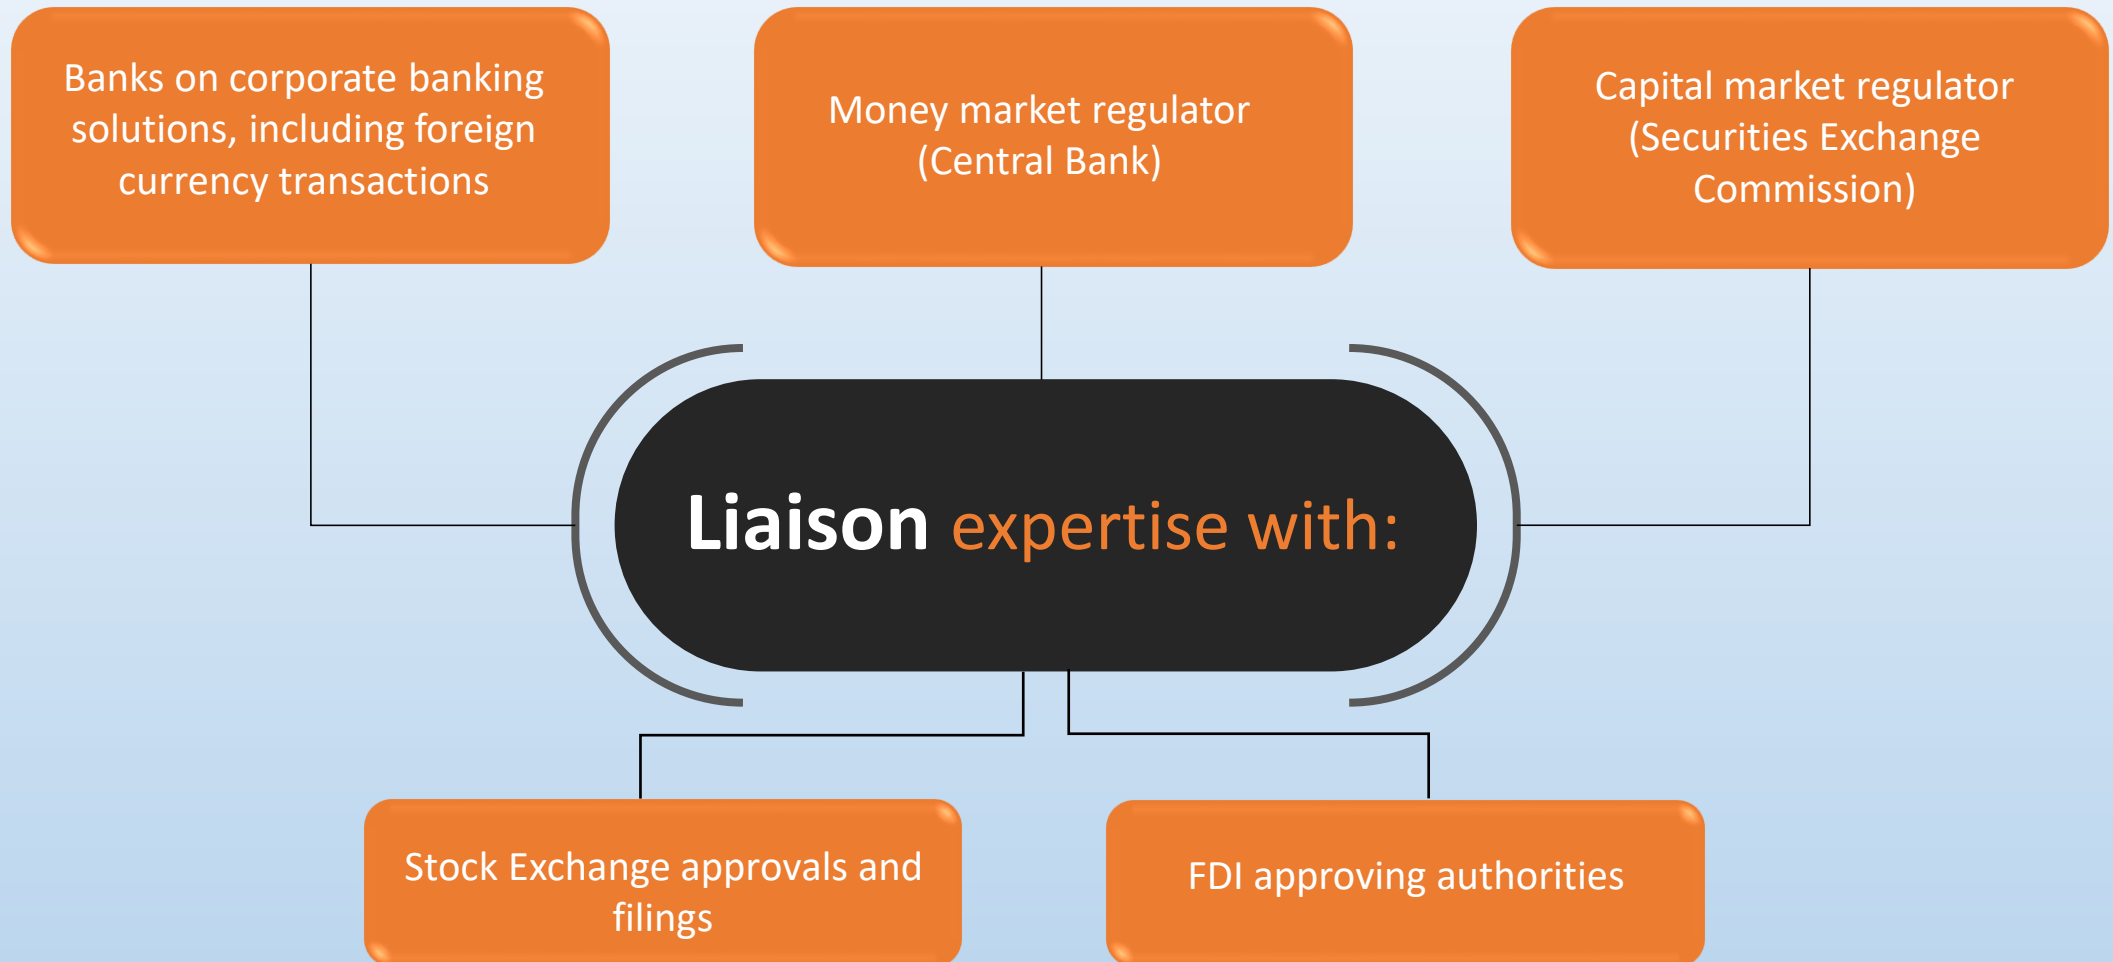 Banks on corporate banking
solutions, including foreign
currency transactions
Money market regulator
(Central Bank)
Capital market regulator
(Securities Exchange
Commission)
Liaison expertise with:
Stock Exchange approvals and
filings
FDI approving authorities